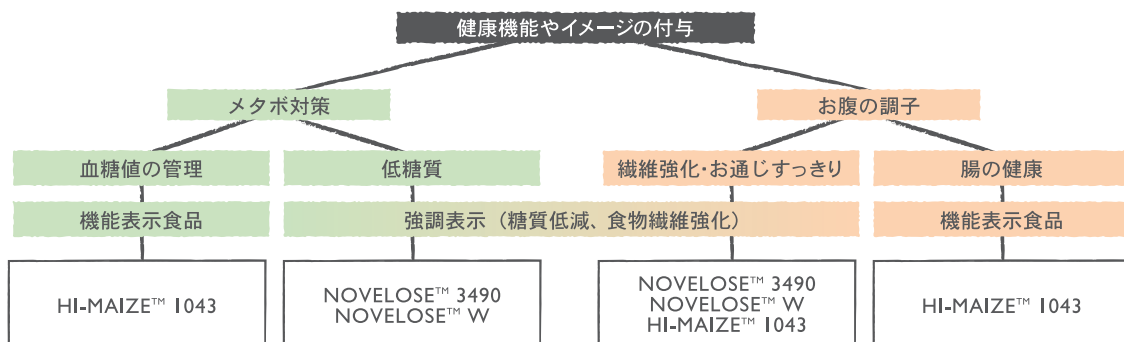 健康機能やイメージの付与
メタボ対策
お腹の調子
血糖値の管理
低糖質
繊維強化・お通じすっきり
腸の健康
機能表示食品
強調表示（糖質低減、食物繊維強化）
機能表示食品
HI-MAIZE™ 1043
NOVELOSE™ 3490
NOVELOSE™ W
NOVELOSE™ 3490
NOVELOSE™ W
HI-MAIZE™ 1043
HI-MAIZE™ 1043